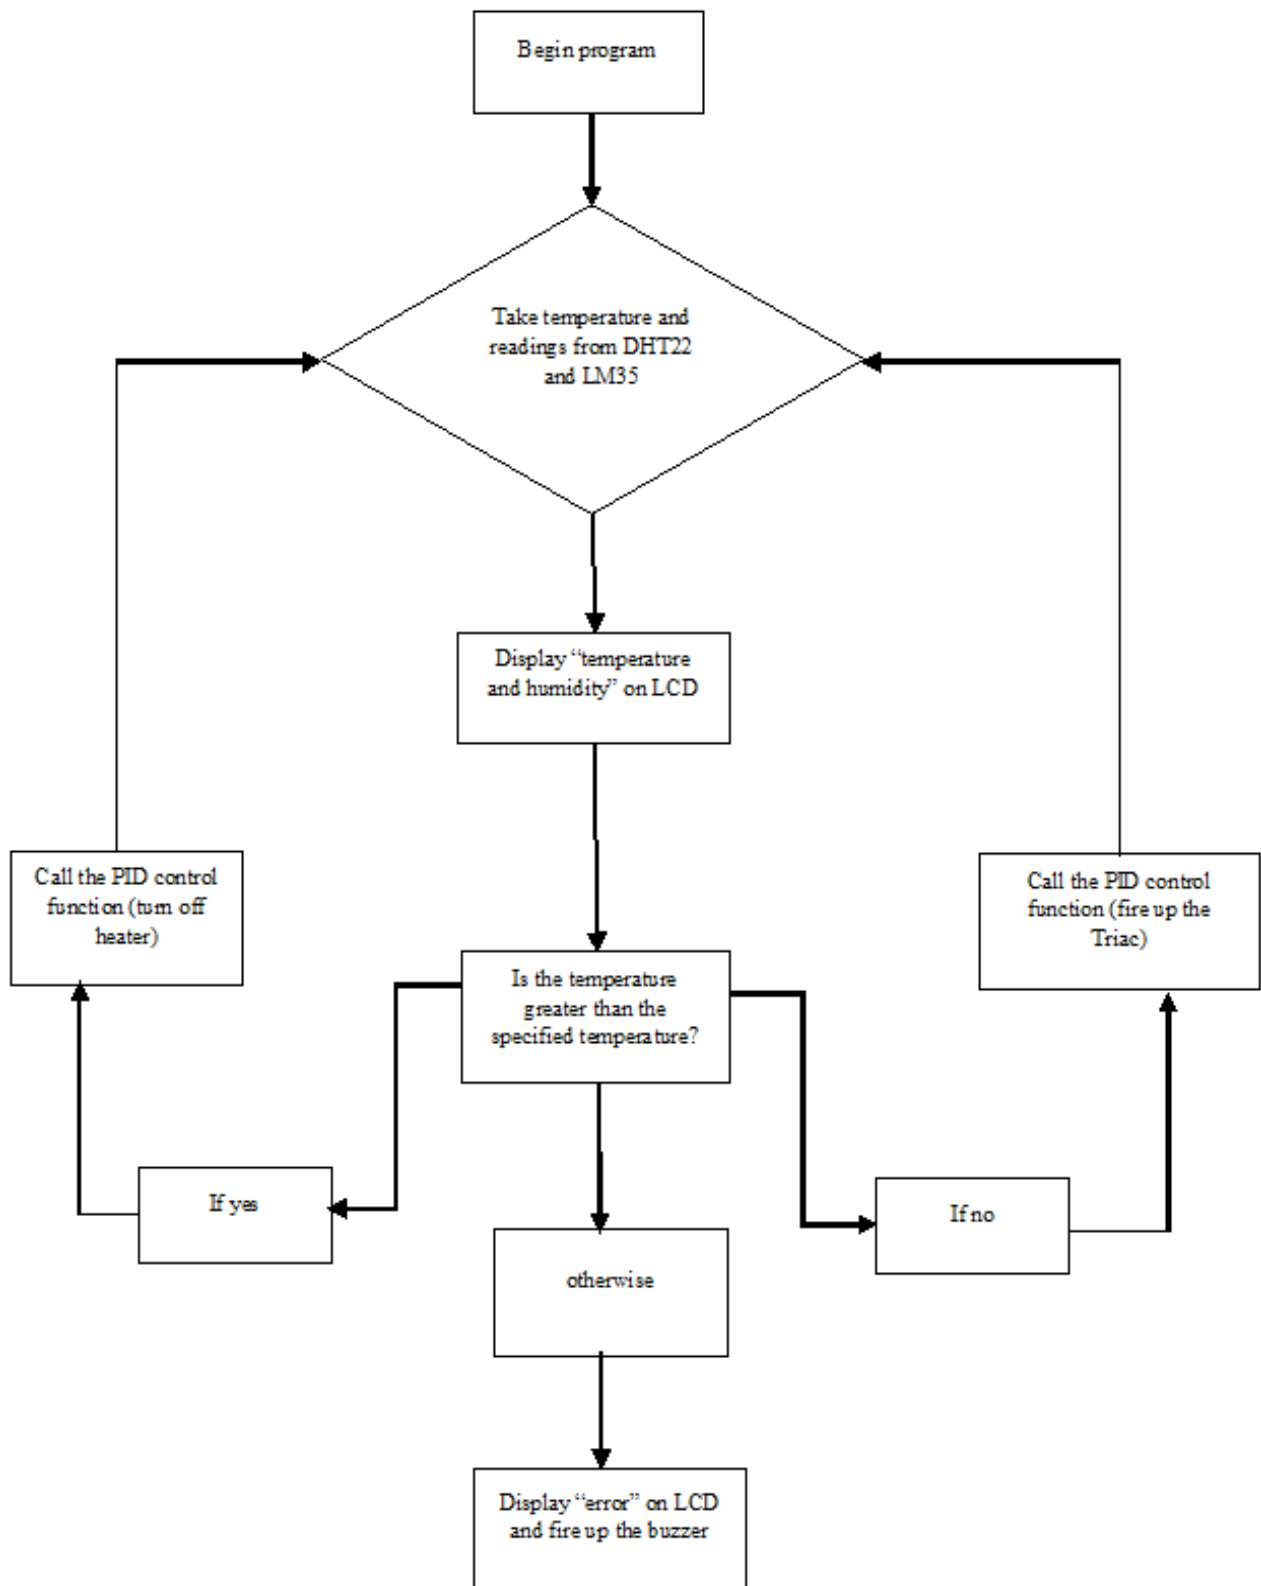 Begin program
Take temperature and
readings from DHT22
and LM35
Display “temperature
and humidity” on LCD
Call the PID control
function (turn off
heater)
Call the PID control
function (fire up the
Triac)
Is the temperature
greater than the
specified temperature?
If yes
If no
otherwise
Display “error” on LCD
and fire up the buzzer